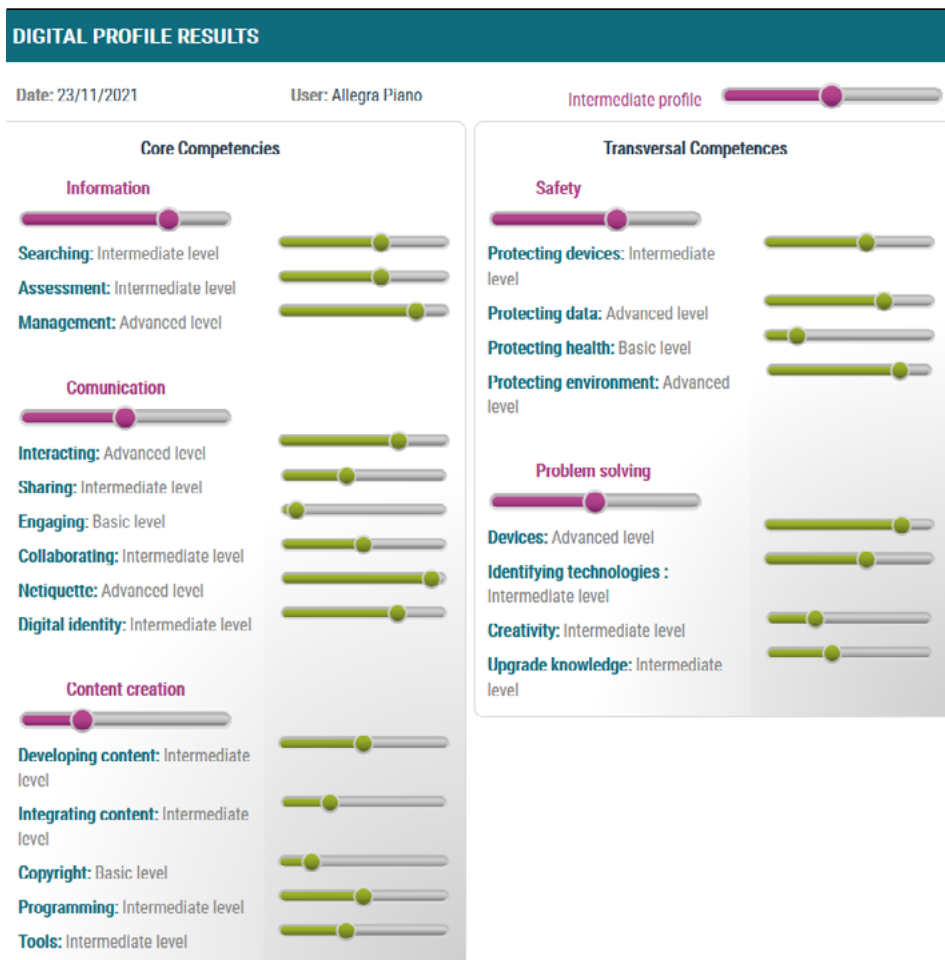 DIGITAL PROFILE RESULTS
Date: 23/11/2021
User: Allegra Piano
Intermediate profile
Core Competencies
Information
Searching: Intermediate level
Assessment: Intermediate level
Management: Advanced level
Comunication
Interacting: Advanced level
Sharing: Intermediate level
Engaging: Basic level
Collaborating: Intermediate level
Netiquette: Advanced level
Digital identity: Intermediate level
Content creation
Developing content: Intermediate
level
Integrating content: Intermediate
level
Copyright: Basic level
Programming: Intermediate level
Tools: Intermediate level
Transversal Competences
Safety
Protecting devices: Intermediate
level
Protecting data: Advanced level
Protecting health: Basic level
Protecting environment: Advanced
level
Problem solving
Devices: Advanced level
Identifying technologies :
Intermediate level
Creativity: Intermediate level
Upgrade knowledge: Intermediate
level